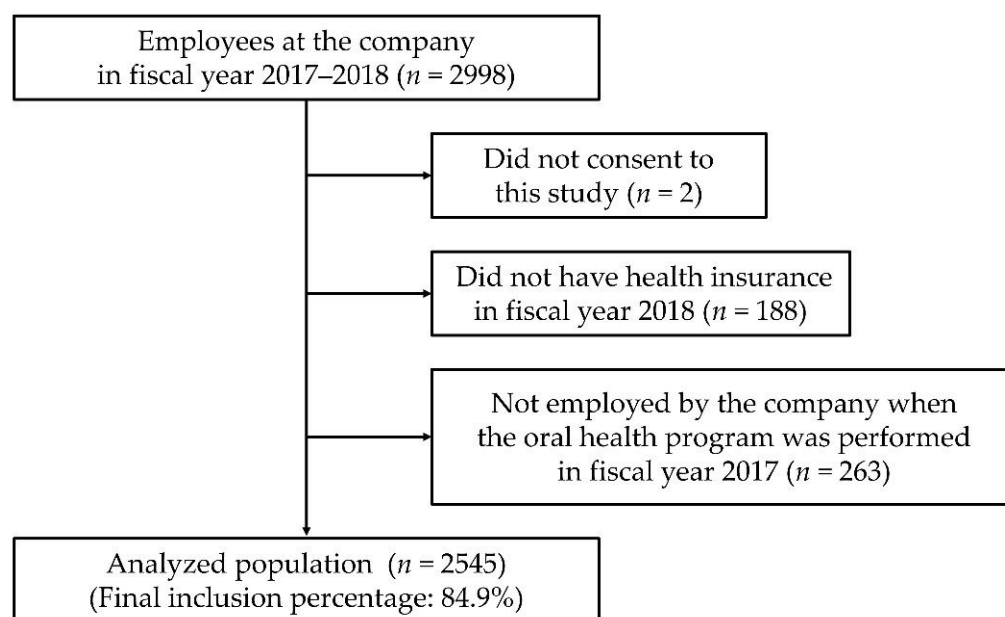 Employees at the company
in fiscal year 2017–2018 (n = 2998)
Did not consent to
this study (n = 2)
Did not have health insurance
in fiscal year 2018 (n = 188)
Not employed by the company when
the oral health program was performed
in fiscal year 2017 (n = 263)
Analyzed population (n = 2545)
(Final inclusion percentage: 84.9%)